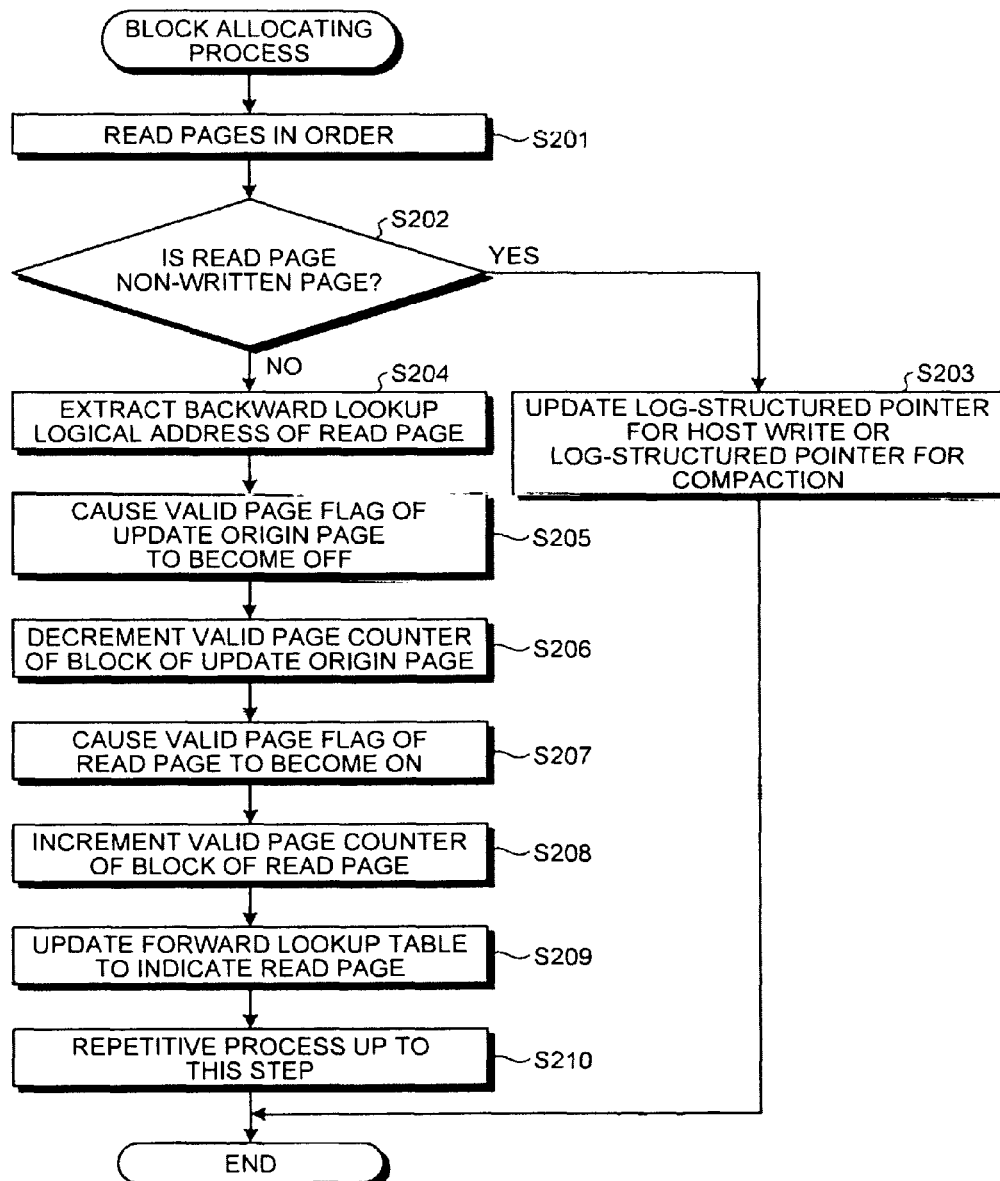 BLOCK ALLOCATING
PROCESS
READ PAGES IN ORDER
S201
S202
IS READ PAGE
NON-WRITTEN PAGE?
YES
NO
S204
EXTRACT BACKWARD LOOKUP
LOGICAL ADDRESS OF READ PAGE
S203
UPDATE LOG-STRUCTURED POINTER
FOR HOST WRITE OR
LOG-STRUCTURED POINTER FOR
COMPACTION
CAUSE VALID PAGE FLAG OF
UPDATE ORIGIN PAGE
TO BECOME OFF
S205
DECREMENT VALID PAGE COUNTER
OF BLOCK OF UPDATE ORIGIN PAGE
S206
CAUSE VALID PAGE FLAG OF
READ PAGE TO BECOME ON
S207
INCREMENT VALID PAGE COUNTER
OF BLOCK OF READ PAGE
S208
UPDATE FORWARD LOOKUP TABLE
TO INDICATE READ PAGE
S209
REPETITIVE PROCESS UP TO
THIS STEP
S210
END